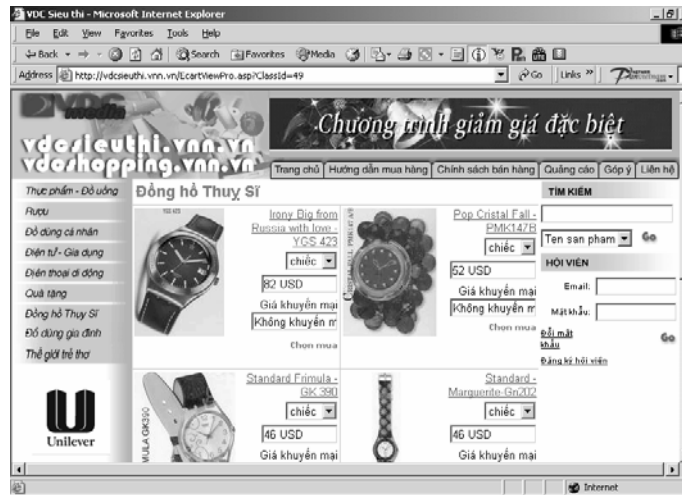 VDC Sieu thi - Microsoft Internet Explorer
File Edit View Favorites Tools Help
Back Search Favorites Media
Address http://vdcsieuthi.vnn.vn/EcartViewPro.asp?ClassId=49 Go Links
VDC
media
vdcsieuthi.vnn.vn
vdcshopping.vnn.vn
Chương trình giảm giá đặc biệt
Trang chủ Hướng dẫn mua hàng Chính sách bán hàng Quảng cáo Góp ý Liên hệ
Thực phẩm - Đồ uống
Rượu
Đồ dùng cá nhân
Điện tử - Gia dụng
Điện thoại di động
Quà tặng
Đồng hồ Thuỵ Sĩ
Đồ dùng gia đình
Thế giới trẻ thơ
Unilever
Đồng hồ Thuỵ Sĩ
Irony Big from
Russia with love -
YGS 423
chiếc
82 USD
Giá khuyến mại
Không khuyến m
Chọn mua
Pop Cristal Fall -
PMK147B
chiếc
52 USD
Giá khuyến mại
Không khuyến m
Chọn mua
Standard Frimula -
GK 390
chiếc
46 USD
Giá khuyến mại
MULA GK390
Standard -
Marguerite-Gn202
chiếc
46 USD
Giá khuyến mại
TÌM KIẾM
Ten san pham Go
HỘI VIÊN
Email:
Mật khẩu:
Đổi mật
khẩu
Go
Đăng ký hội viên
Internet